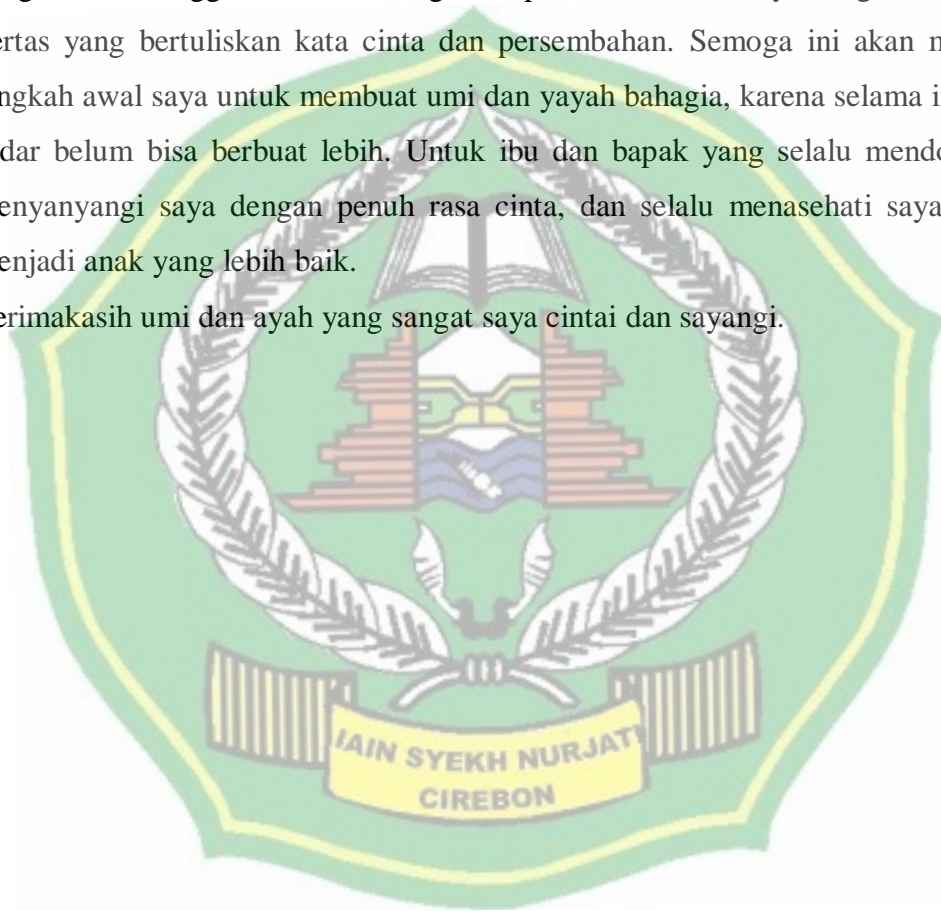 ertas yang bertuliskan kata cinta dan persembahan. Semoga ini akan m
ngkah awal saya untuk membuat umi dan yayah bahagia, karena selama i
dar belum bisa berbuat lebih. Untuk ibu dan bapak yang selalu mendo
enyanyangi saya dengan penuh rasa cinta, dan selalu menasehati saya
enjadi anak yang lebih baik.
erimakasih umi dan ayah yang sangat saya cintai dan sayangi.
IAIN SYEKH NURJATI
CIREBON